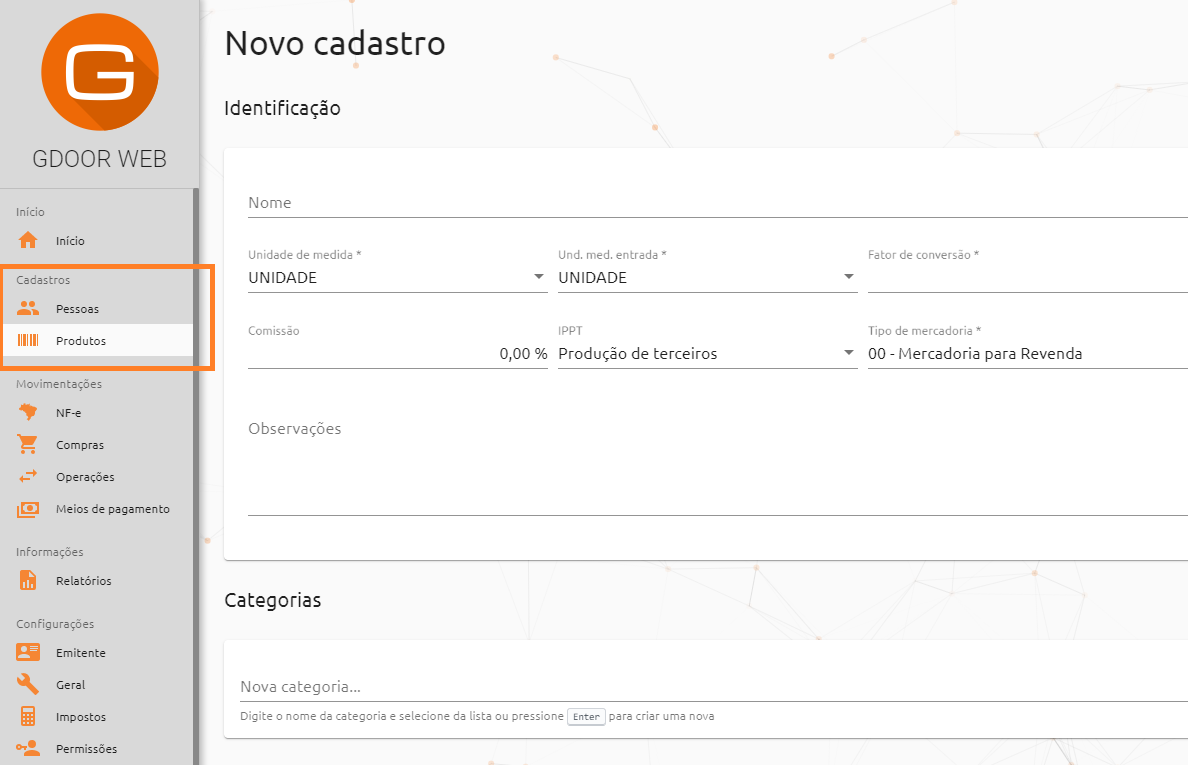 GDOOR WEB
Início
Início
Cadastros
Pessoas
Produtos
Movimentações
NF-e
Compras
Operações
Meios de pagamento
Informações
Relatórios
Configurações
Emitente
Geral
Impostos
Permissões
Novo cadastro
Identificação
Nome
Unidade de medida * Und. med. entrada * Fator de conversão *
UNIDADE UNIDADE
Comissão IPPT Tipo de mercadoria *
0,00 % Produção de terceiros 00 - Mercadoria para Revenda
Observações
Categorias
Nova categoria...
Digite o nome da categoria e selecione da lista ou pressione Enter para criar uma nova